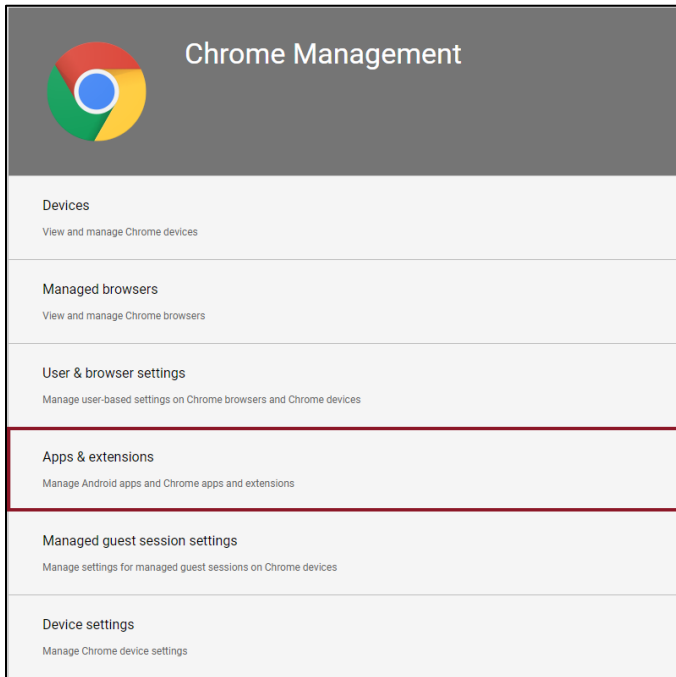 Chrome Management
Devices
View and manage Chrome devices
Managed browsers
View and manage Chrome browsers
User & browser settings
Manage user-based settings on Chrome browsers and Chrome devices
Apps & extensions
Manage Android apps and Chrome apps and extensions
Managed guest session settings
Manage settings for managed guest sessions on Chrome devices
Device settings
Manage Chrome device settings